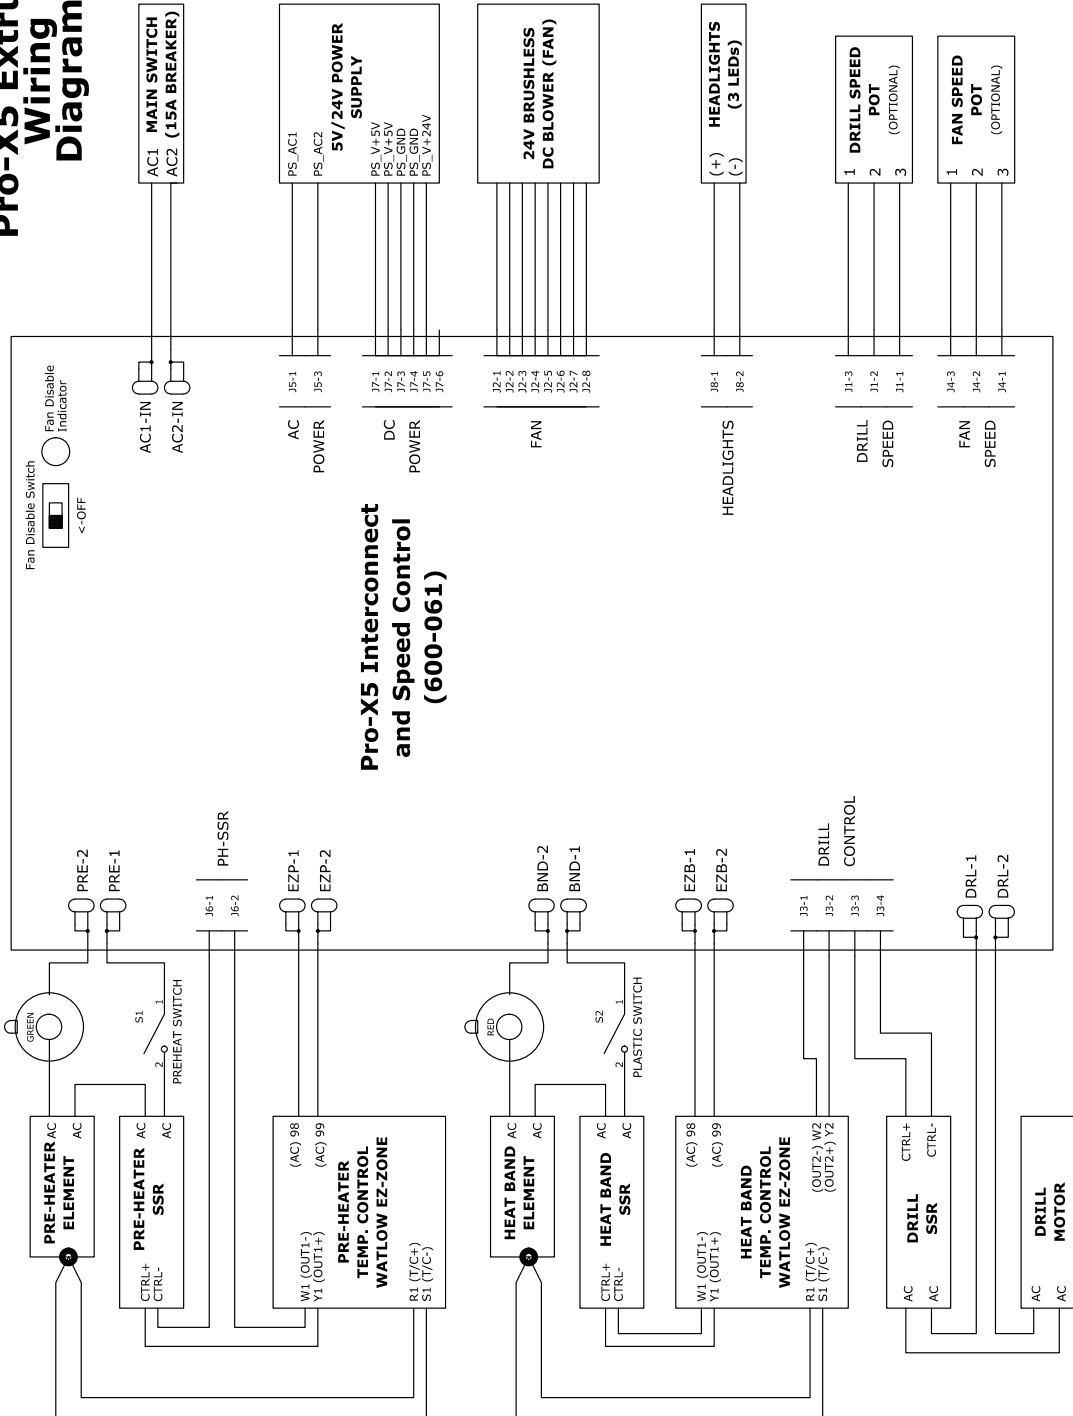 Pro-X5 Extru
Wiring
Diagram
MAIN SWITCH
(15A BREAKER)
AC1
AC2
5V/24V POWER
SUPPLY
PS_AC1
PS_AC2
PS_V+5V
PS_V+5V
PS_GND
PS_GND
PS_V+24V
24V BRUSHLESS
DC BLOWER (FAN)
HEADLIGHTS
(3 LEDs)
(+)
(-)
DRILL SPEED
POT
(OPTIONAL)
1
2
3
FAN SPEED
POT
(OPTIONAL)
1
2
3
Fan Disable Switch
<-OFF
Fan Disable
Indicator
AC1-IN
AC2-IN
J5-1
J5-3
AC
POWER
J7-1
J7-2
J7-3
J7-4
J7-5
J7-6
DC
POWER
J2-1
J2-2
J2-3
J2-4
J2-5
J2-6
J2-7
J2-8
FAN
J8-1
J8-2
HEADLIGHTS
J1-3
J1-2
J1-1
DRILL
SPEED
J4-3
J4-2
J4-1
FAN
SPEED
Pro-X5 Interconnect
and Speed Control
(600-061)
PRE-2
PRE-1
PH-SSR
J6-1
J6-2
EZP-1
EZP-2
BND-2
BND-1
EZB-1
EZB-2
DRILL
CONTROL
J3-1
J3-2
J3-3
J3-4
DRL-1
DRL-2
GREEN
S1
1
2
PREHEAT SWITCH
RED
S2
1
2
PLASTIC SWITCH
PRE-HEATER
ELEMENT
AC
AC
PRE-HEATER
SSR
AC
AC
CTRL+
CTRL-
(AC) 98
(AC) 99
PRE-HEATER
TEMP. CONTROL
WATLOW EZ-ZONE
W1 (OUT1-)
Y1 (OUT1+)
R1 (T/C+)
S1 (T/C-)
HEAT BAND
ELEMENT
AC
AC
HEAT BAND
SSR
AC
AC
CTRL+
CTRL-
(AC) 98
(AC) 99
HEAT BAND
TEMP. CONTROL
WATLOW EZ-ZONE
(OUT2-) W2
(OUT2+) Y2
W1 (OUT1-)
Y1 (OUT1+)
R1 (T/C+)
S1 (T/C-)
CTRL+
CTRL-
DRILL
SSR
AC
AC
DRILL
MOTOR
AC
AC